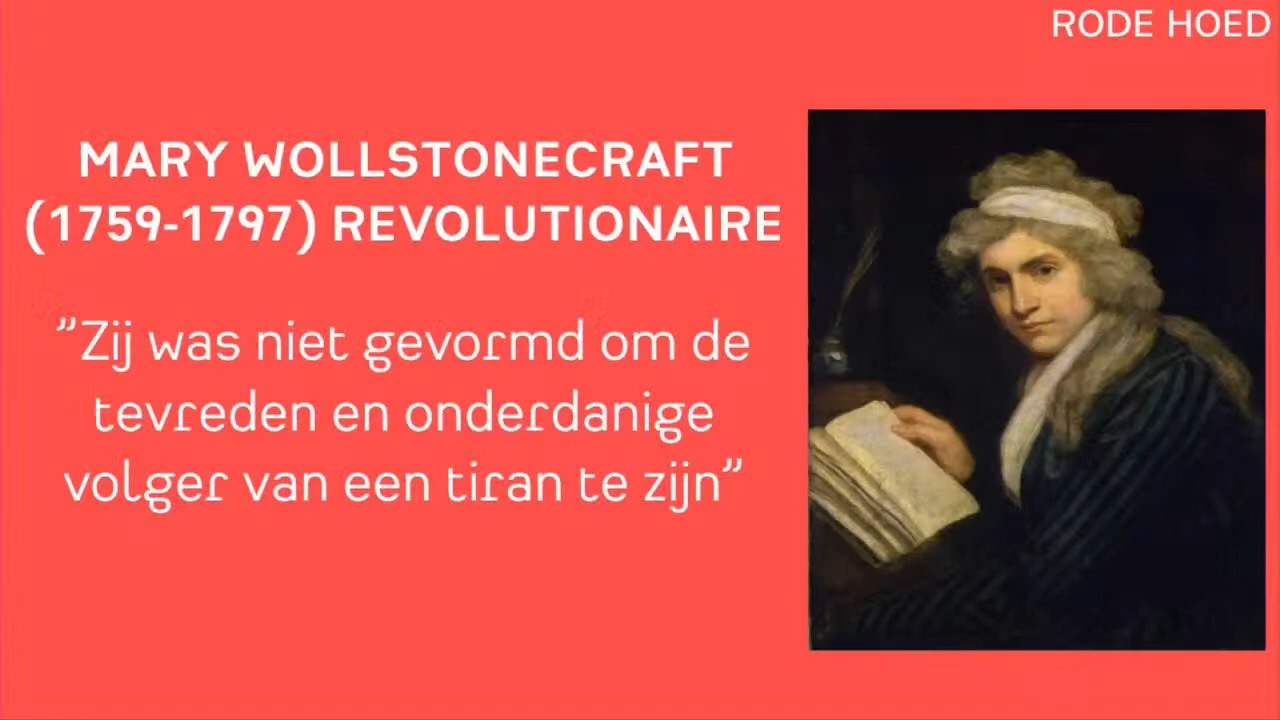 RODE HOED
MARY WOLLSTONECRAFT
(1759-1797) REVOLUTIONAIRE
”Zij was niet gevormd om de
tevreden en onderdanige
volger van een tiran te zijn”